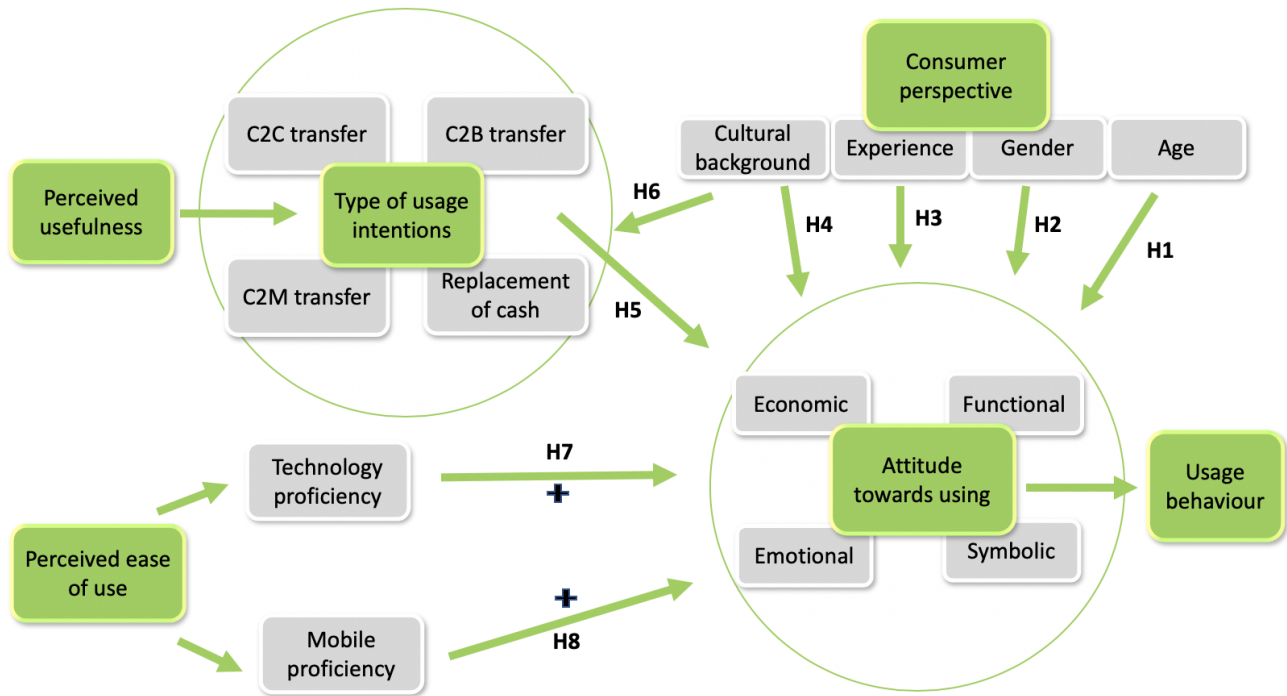 Consumer
perspective
C2C transfer
C2B transfer
Cultural
background
Experience
Gender
Age
Perceived
usefulness
Type of usage
intentions
H6
H4
H3
H2
H1
C2M transfer
Replacement
of cash
H5
Economic
Functional
Technology
proficiency
H7
+
Attitude
towards using
Usage
behaviour
Perceived ease
of use
Emotional
Symbolic
+
H8
Mobile
proficiency